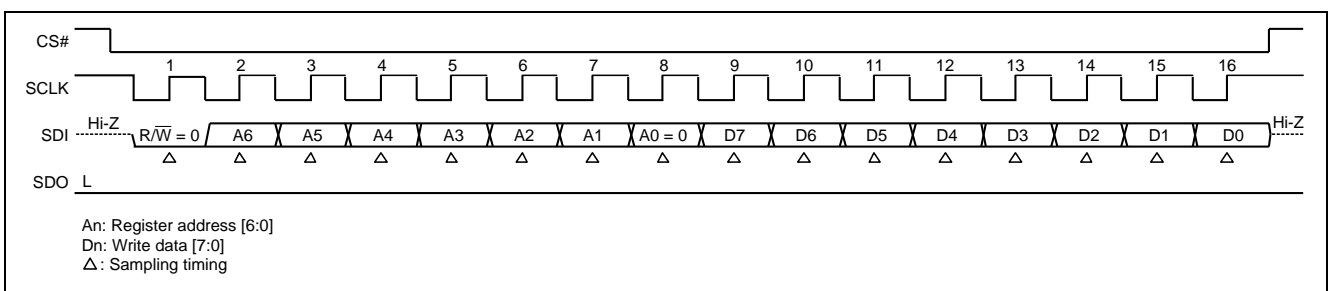 CS#
1 2 3 4 5 6 7 8 9 10 11 12 13 14 15 16
SCLK
Hi-Z Hi-Z
SDI R/W̅ = 0 A6 A5 A4 A3 A2 A1 A0 = 0 D7 D6 D5 D4 D3 D2 D1 D0
SDO L
An: Register address [6:0]
Dn: Write data [7:0]
△: Sampling timing